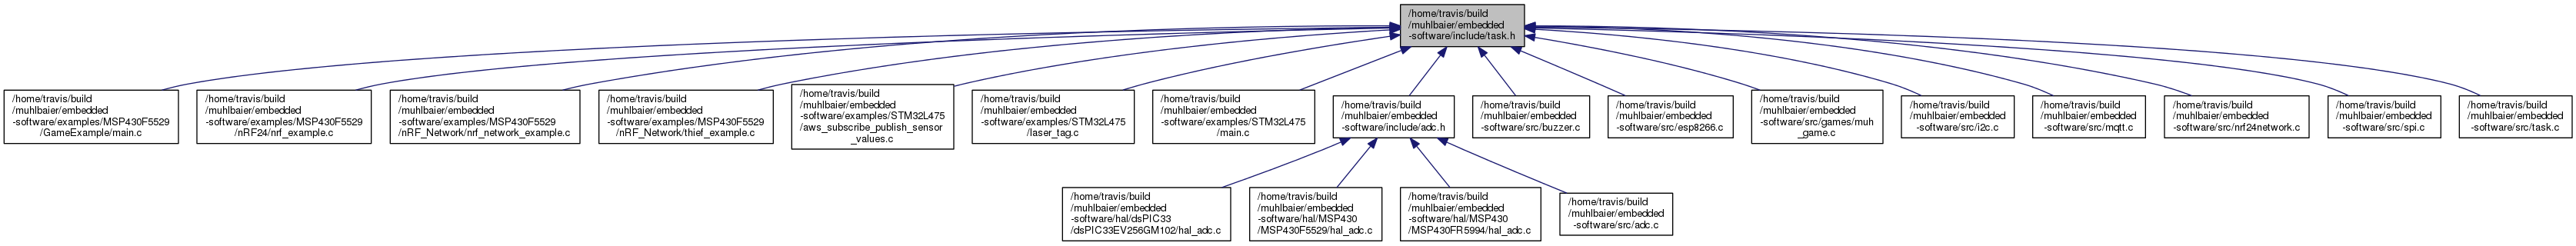 /home/travis/build
/muhlbaier/embedded
-software/include/task.h
/home/travis/build
/muhlbaier/embedded
-software/examples/MSP430F5529
/GameExample/main.c
/home/travis/build
/muhlbaier/embedded
-software/examples/MSP430F5529
/nRF24/nrf_example.c
/home/travis/build
/muhlbaier/embedded
-software/examples/MSP430F5529
/nRF_Network/nrf_network_example.c
/home/travis/build
/muhlbaier/embedded
-software/examples/MSP430F5529
/nRF_Network/thief_example.c
/home/travis/build
/muhlbaier/embedded
-software/examples/STM32L475
/aws_subscribe_publish_sensor
_values.c
/home/travis/build
/muhlbaier/embedded
-software/examples/STM32L475
/laser_tag.c
/home/travis/build
/muhlbaier/embedded
-software/examples/STM32L475
/main.c
/home/travis/build
/muhlbaier/embedded
-software/include/adc.h
/home/travis/build
/muhlbaier/embedded
-software/src/buzzer.c
/home/travis/build
/muhlbaier/embedded
-software/src/esp8266.c
/home/travis/build
/muhlbaier/embedded
-software/src/games/muh
_game.c
/home/travis/build
/muhlbaier/embedded
-software/src/i2c.c
/home/travis/build
/muhlbaier/embedded
-software/src/mqtt.c
/home/travis/build
/muhlbaier/embedded
-software/src/nrf24network.c
/home/travis/build
/muhlbaier/embedded
-software/src/spi.c
/home/travis/build
/muhlbaier/embedded
-software/src/task.c
/home/travis/build
/muhlbaier/embedded
-software/hal/dsPIC33
/dsPIC33EV256GM102/hal_adc.c
/home/travis/build
/muhlbaier/embedded
-software/hal/MSP430
/MSP430F5529/hal_adc.c
/home/travis/build
/muhlbaier/embedded
-software/hal/MSP430
/MSP430FR5994/hal_adc.c
/home/travis/build
/muhlbaier/embedded
-software/src/adc.c